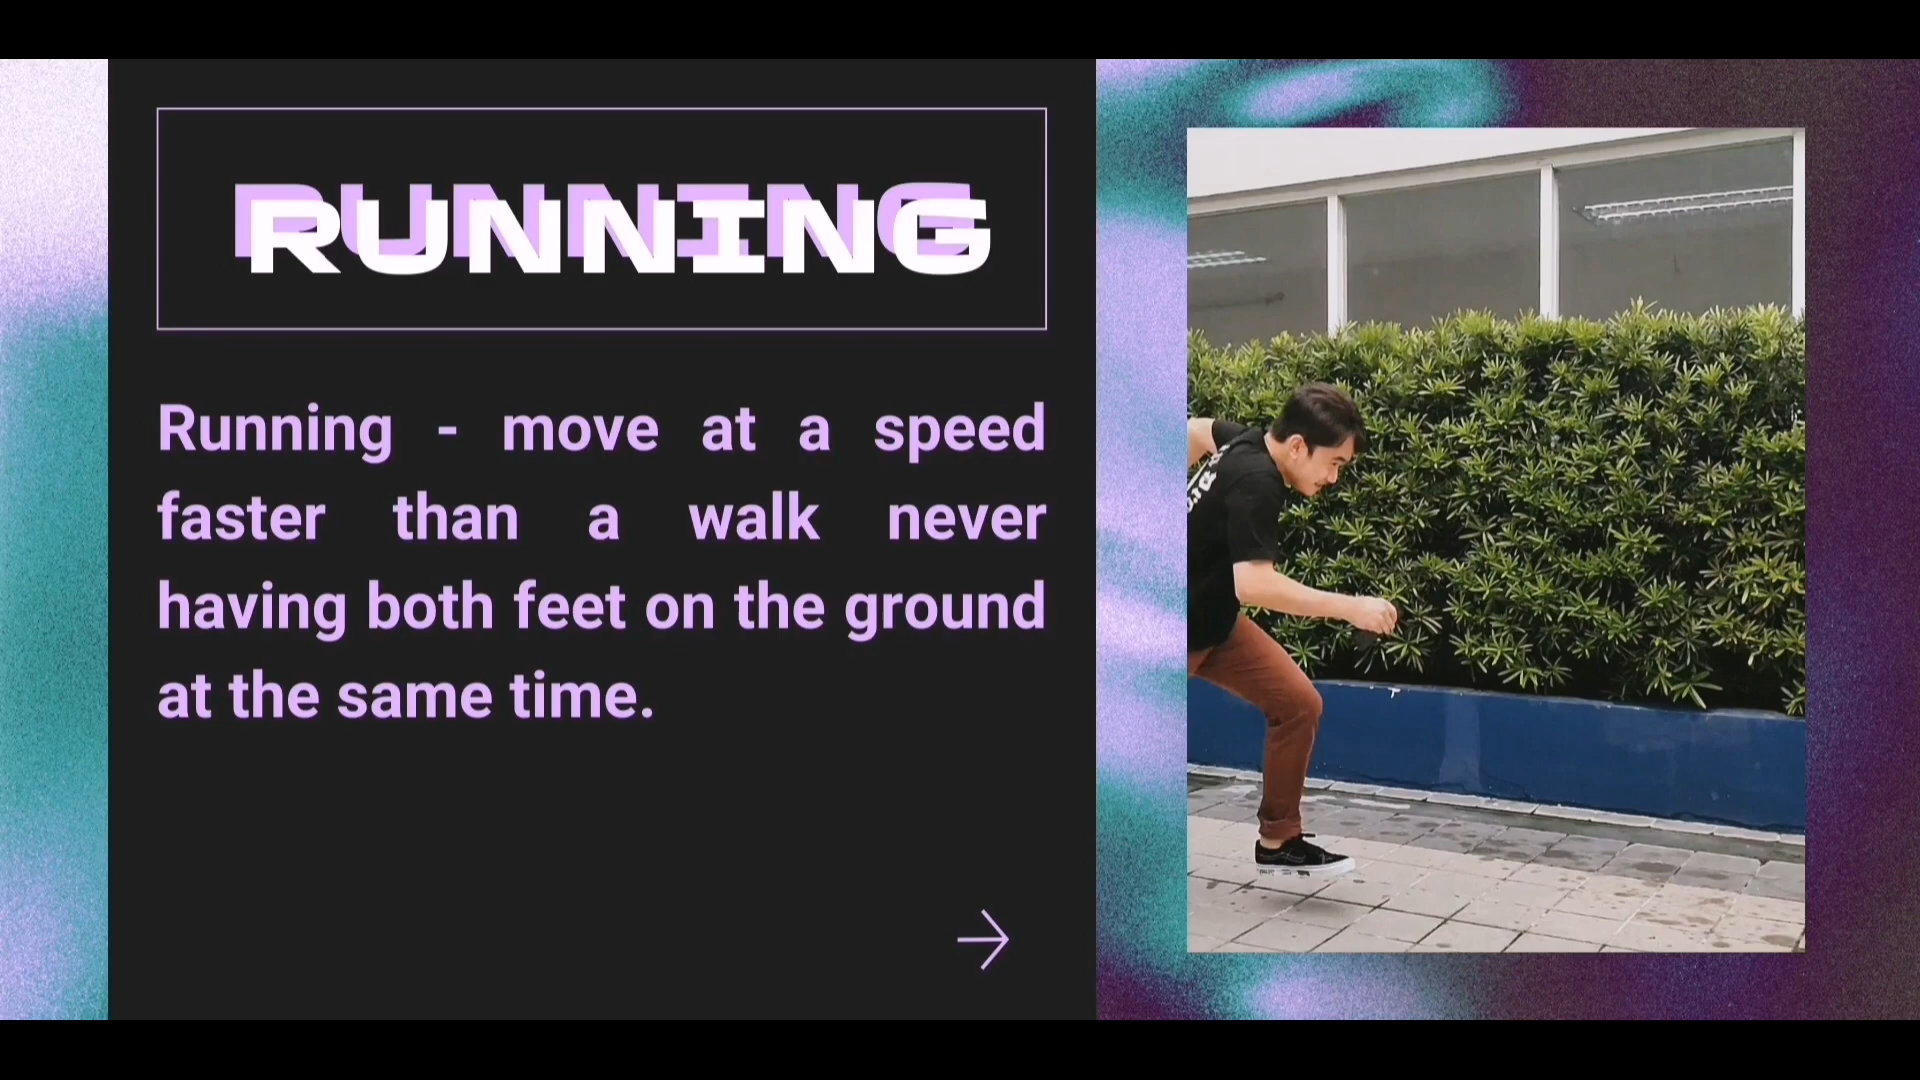 RUNNING
Running - move at a speed
faster than a walk never
having both feet on the ground
at the same time.